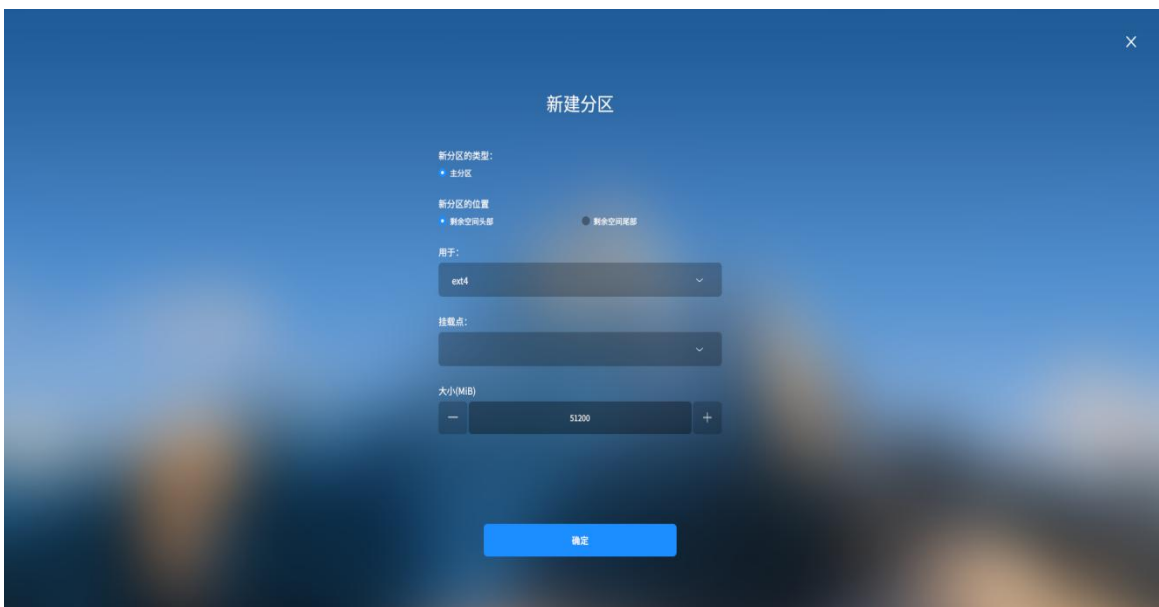 新建分区
新分区的类型：
主分区
新分区的位置
剩余空间头部 剩余空间尾部
用于：
ext4
挂载点：
大小(MiB)
51200
确定